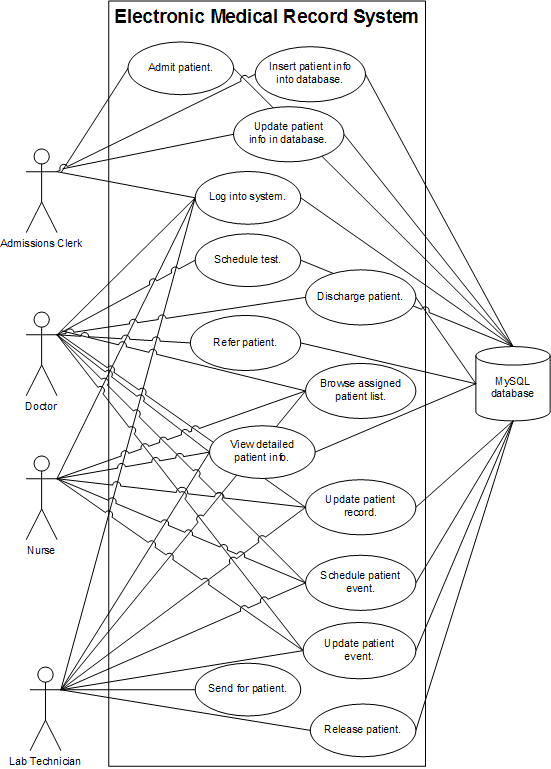 Electronic Medical Record System
Admit patient.
Insert patient info
into database.
Update patient
info in database.
Admissions Clerk
Log into system.
Schedule test.
Discharge patient.
Doctor
Refer patient.
Browse assigned
patient list.
MySQL
database
View detailed
patient info.
Nurse
Update patient
record.
Schedule patient
event.
Update patient
event.
Send for patient.
Lab Technician
Release patient.